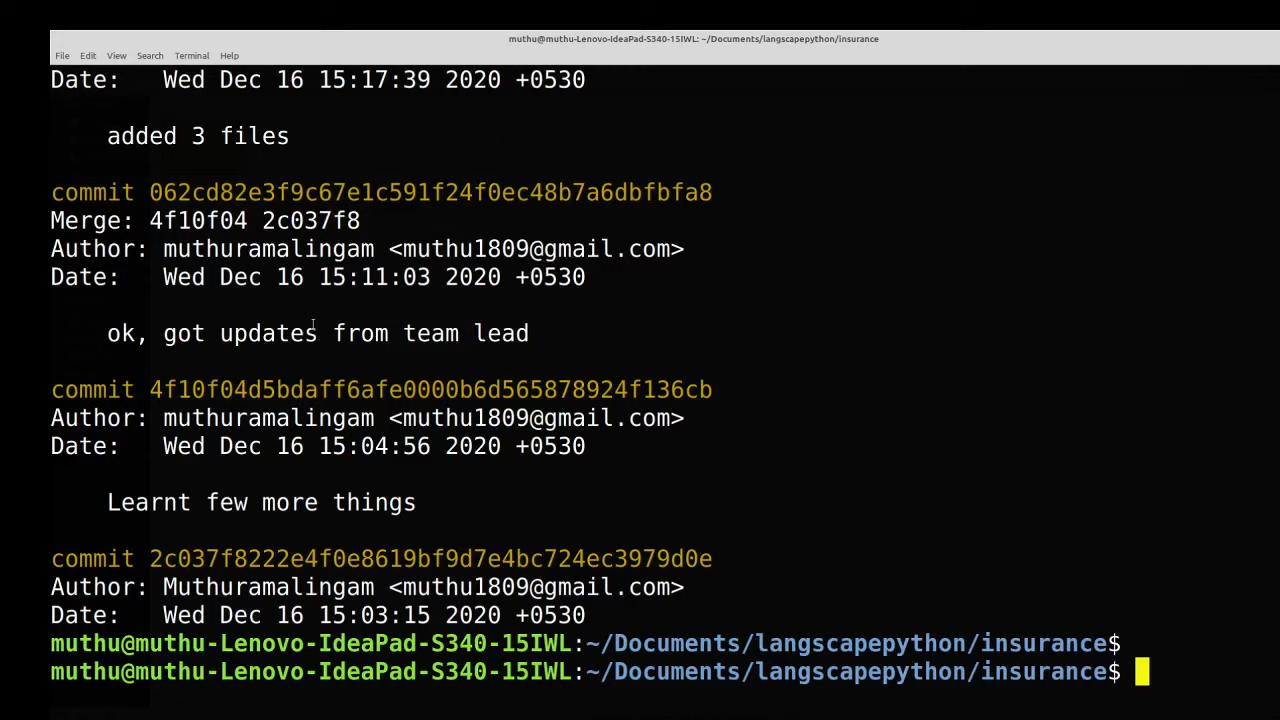 muthu@muthu-Lenovo-IdeaPad-S340-15IWL: ~/Documents/langscapepython/insurance
File Edit View Search Terminal Help
Date:   Wed Dec 16 15:17:39 2020 +0530
added 3 files
commit 062cd82e3f9c67e1c591f24f0ec48b7a6dbfbfa8
Merge: 4f10f04 2c037f8
Author: muthuramalingam <muthu1809@gmail.com>
Date:   Wed Dec 16 15:11:03 2020 +0530
ok, got updates from team lead
commit 4f10f04d5bdaff6afe0000b6d565878924f136cb
Author: muthuramalingam <muthu1809@gmail.com>
Date:   Wed Dec 16 15:04:56 2020 +0530
Learnt few more things
commit 2c037f8222e4f0e8619bf9d7e4bc724ec3979d0e
Author: Muthuramalingam <muthu1809@gmail.com>
Date:   Wed Dec 16 15:03:15 2020 +0530
muthu@muthu-Lenovo-IdeaPad-S340-15IWL:~/Documents/langscapepython/insurance$
muthu@muthu-Lenovo-IdeaPad-S340-15IWL:~/Documents/langscapepython/insurance$